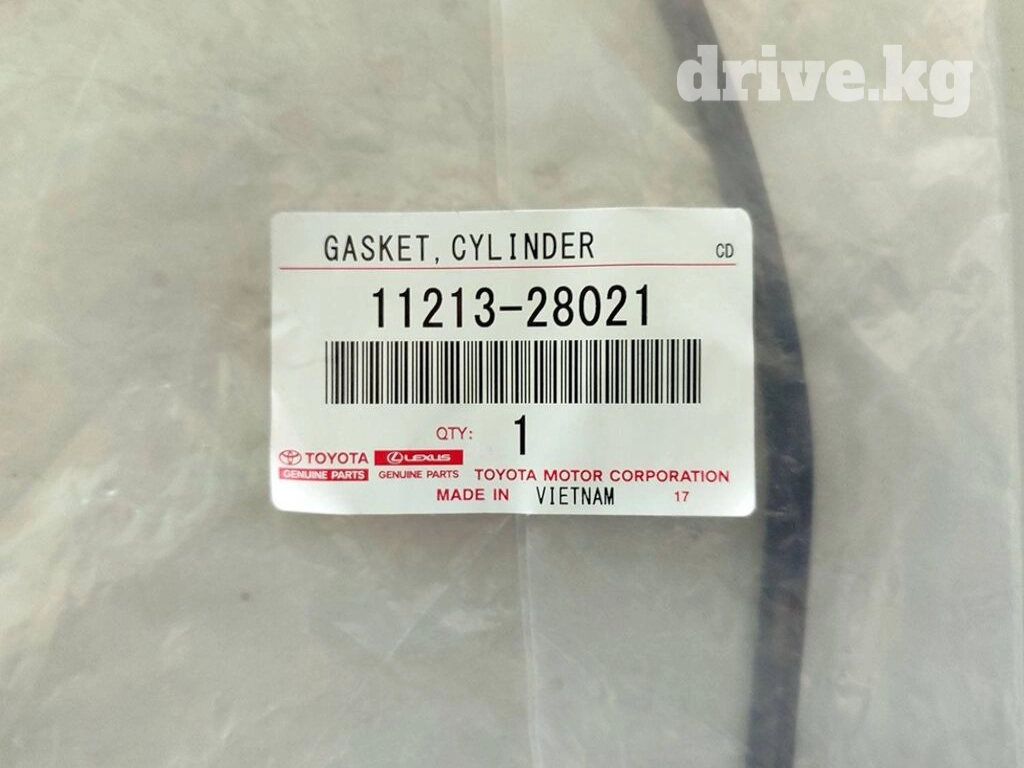 drive.kg
GASKET, CYLINDER CD
11213-28021
QTY: 1
TOYOTA LEXUS
GENUINE PARTS GENUINE PARTS TOYOTA MOTOR CORPORATION
MADE IN VIETNAM 17